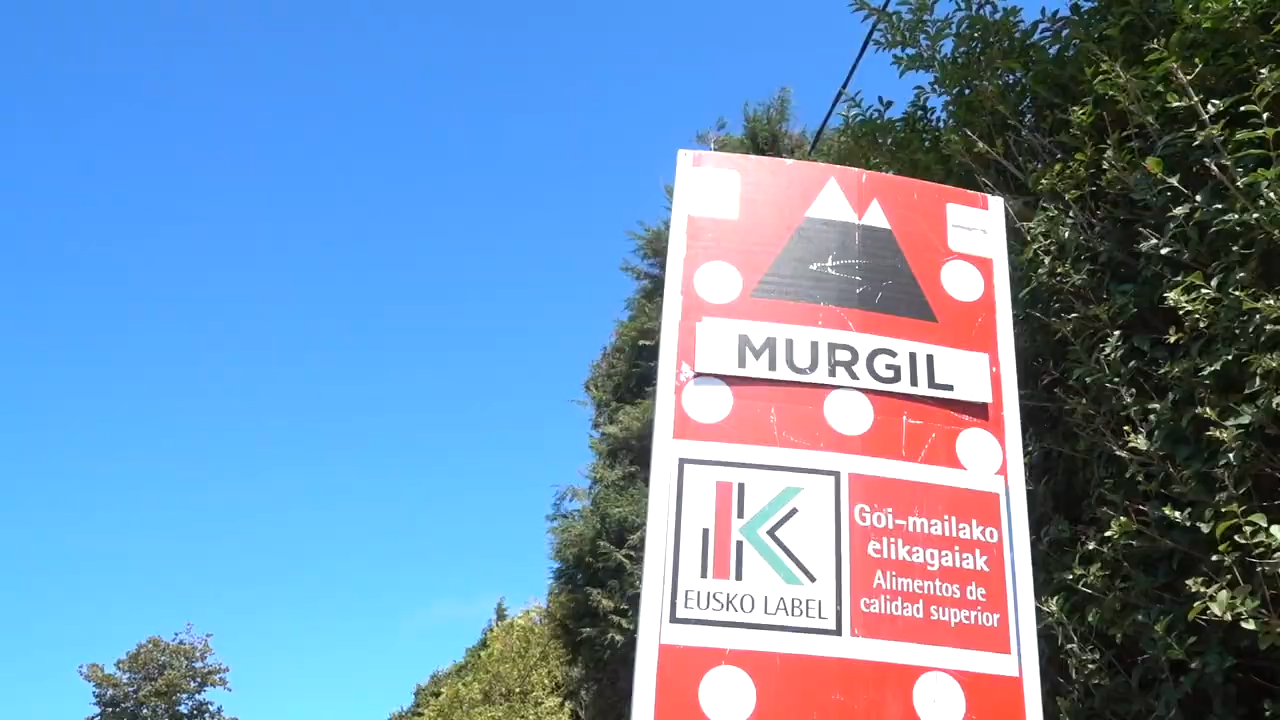 MURGIL
EUSKO LABEL
Goi-mailako
elikagaiak
Alimentos de
calidad superior